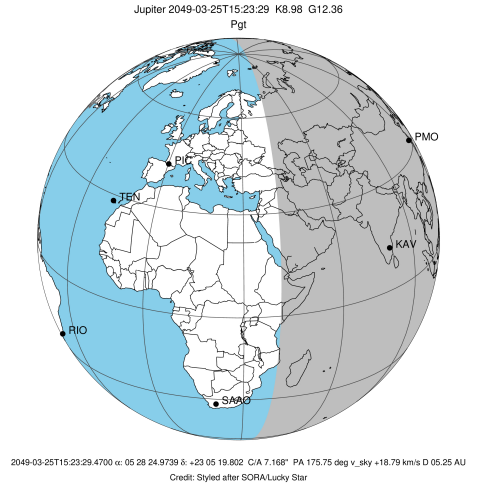 Jupiter 2049-03-25T15:23:29 K8.98 G12.36
Pgt
PMO
PIC
TEN
KAV
RIO
SAAO
2049-03-25T15:23:29.4700 α: 05 28 24.9739 δ: +23 05 19.802 C/A 7.168" PA 175.75 deg v_sky +18.79 km/s D 05.25 AU
Credit: Styled after SORA/Lucky Star